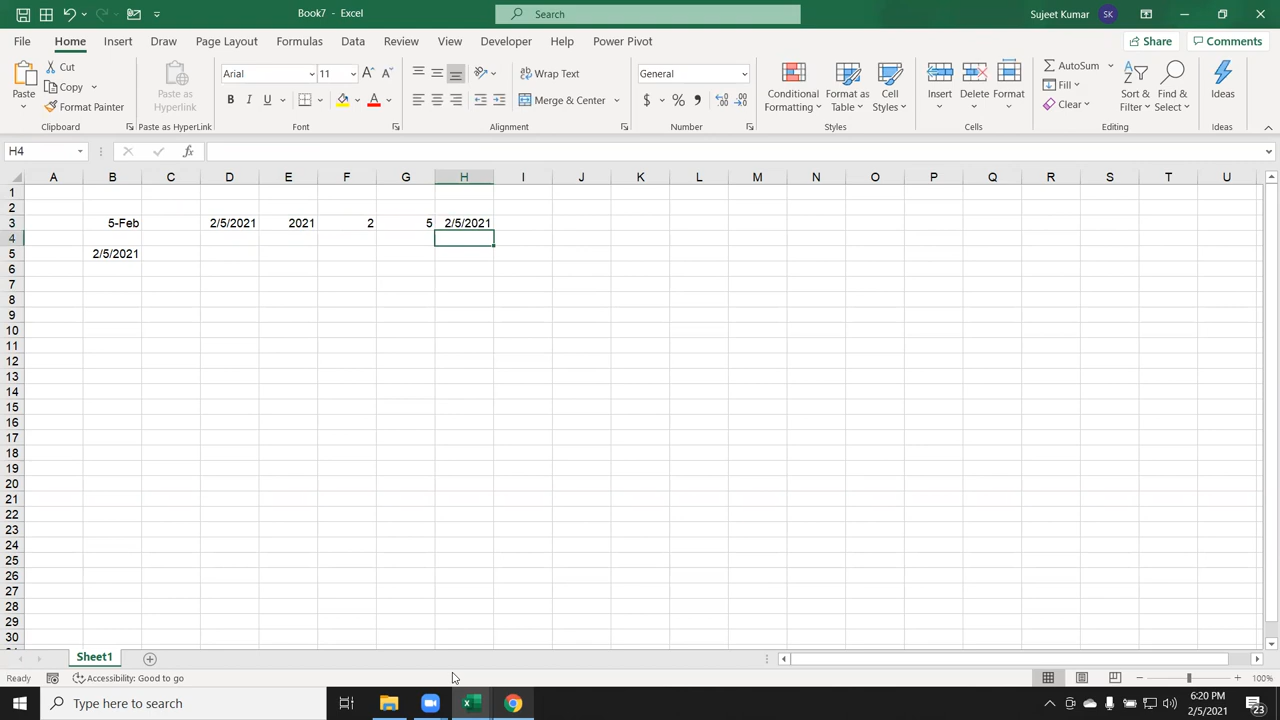 Book7 - Excel
Search
Sujeet Kumar
SK
File
Home
Insert
Draw
Page Layout
Formulas
Data
Review
View
Developer
Help
Power Pivot
Share
Comments
Paste
Cut
Copy
Format Painter
Clipboard
Paste as
Hyperlink
Paste as HyperLink
Arial
11
B
I
U
Font
Wrap Text
Merge & Center
Alignment
General
$
%
Number
Conditional
Formatting
Format as
Table
Cell
Styles
Styles
Insert
Delete
Format
Cells
AutoSum
Fill
Clear
Sort &
Filter
Find &
Select
Editing
Ideas
Ideas
H4
fx
A B C D E F G H I J K L M N O P Q R S T U
1
2
3 5-Feb 2/5/2021 2021 2 5 2/5/2021
4
5 2/5/2021
6
7
8
9
10
11
12
13
14
15
16
17
18
19
20
21
22
23
24
25
26
27
28
29
30
Sheet1
Ready
Accessibility: Good to go
100%
Type here to search
6:20 PM
2/5/2021
23